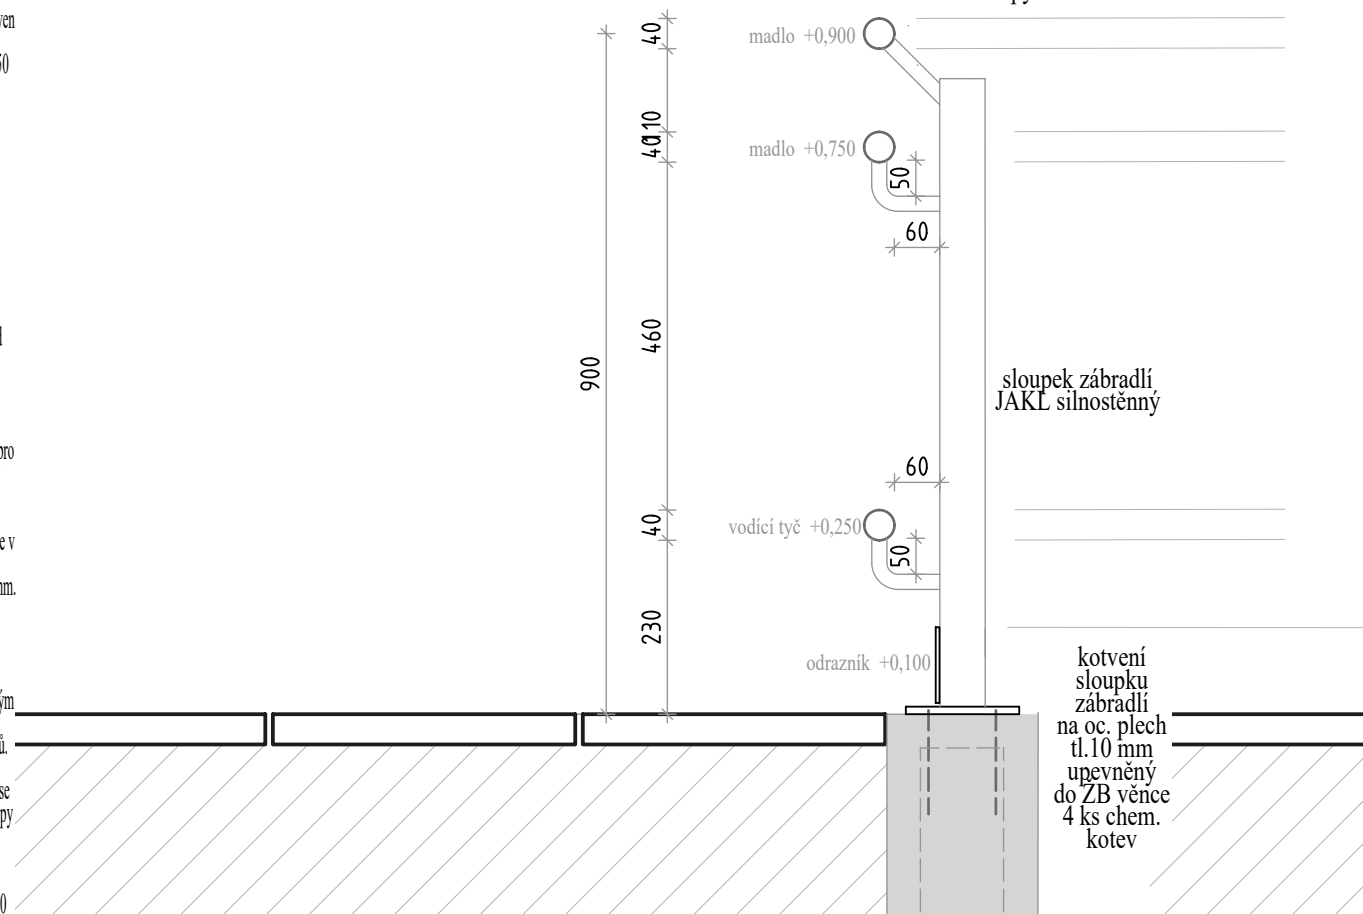 40
madlo +0,900
110
40
madlo +0,750
50
60
460
900
sloupek zábradlí
JAKL silnostěnný
pro
60
40
vodící tyč +0,250
50
230
odrazník +0,100
kotvení
sloupku
zábradlí
na oc. plech
tl.10 mm
upevněný
do ŽB věnce
4 ks chem.
kotev